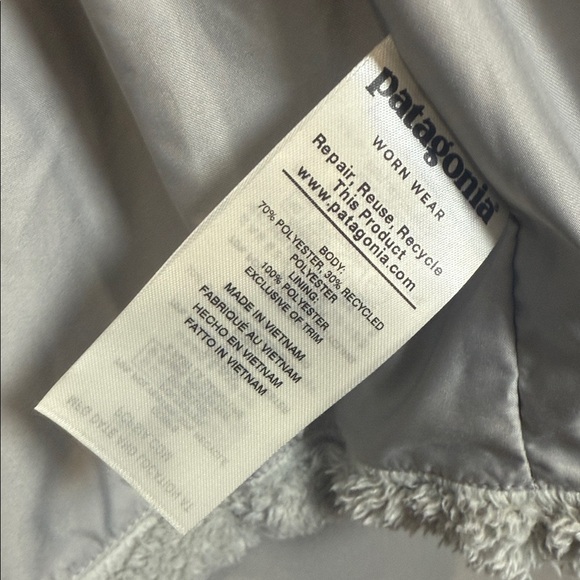 patagonia®
WORN WEAR
Repair, Reuse, Recycle
This Product
www.patagonia.com
BODY:
70% POLYESTER, 30% RECYCLED
POLYESTER
LINING:
100% POLYESTER
EXCLUSIVE OF TRIM
MADE IN VIETNAM
FABRIQUÉ AU VIETNAM
HECHO EN VIETNAM
FATTO IN VIETNAM